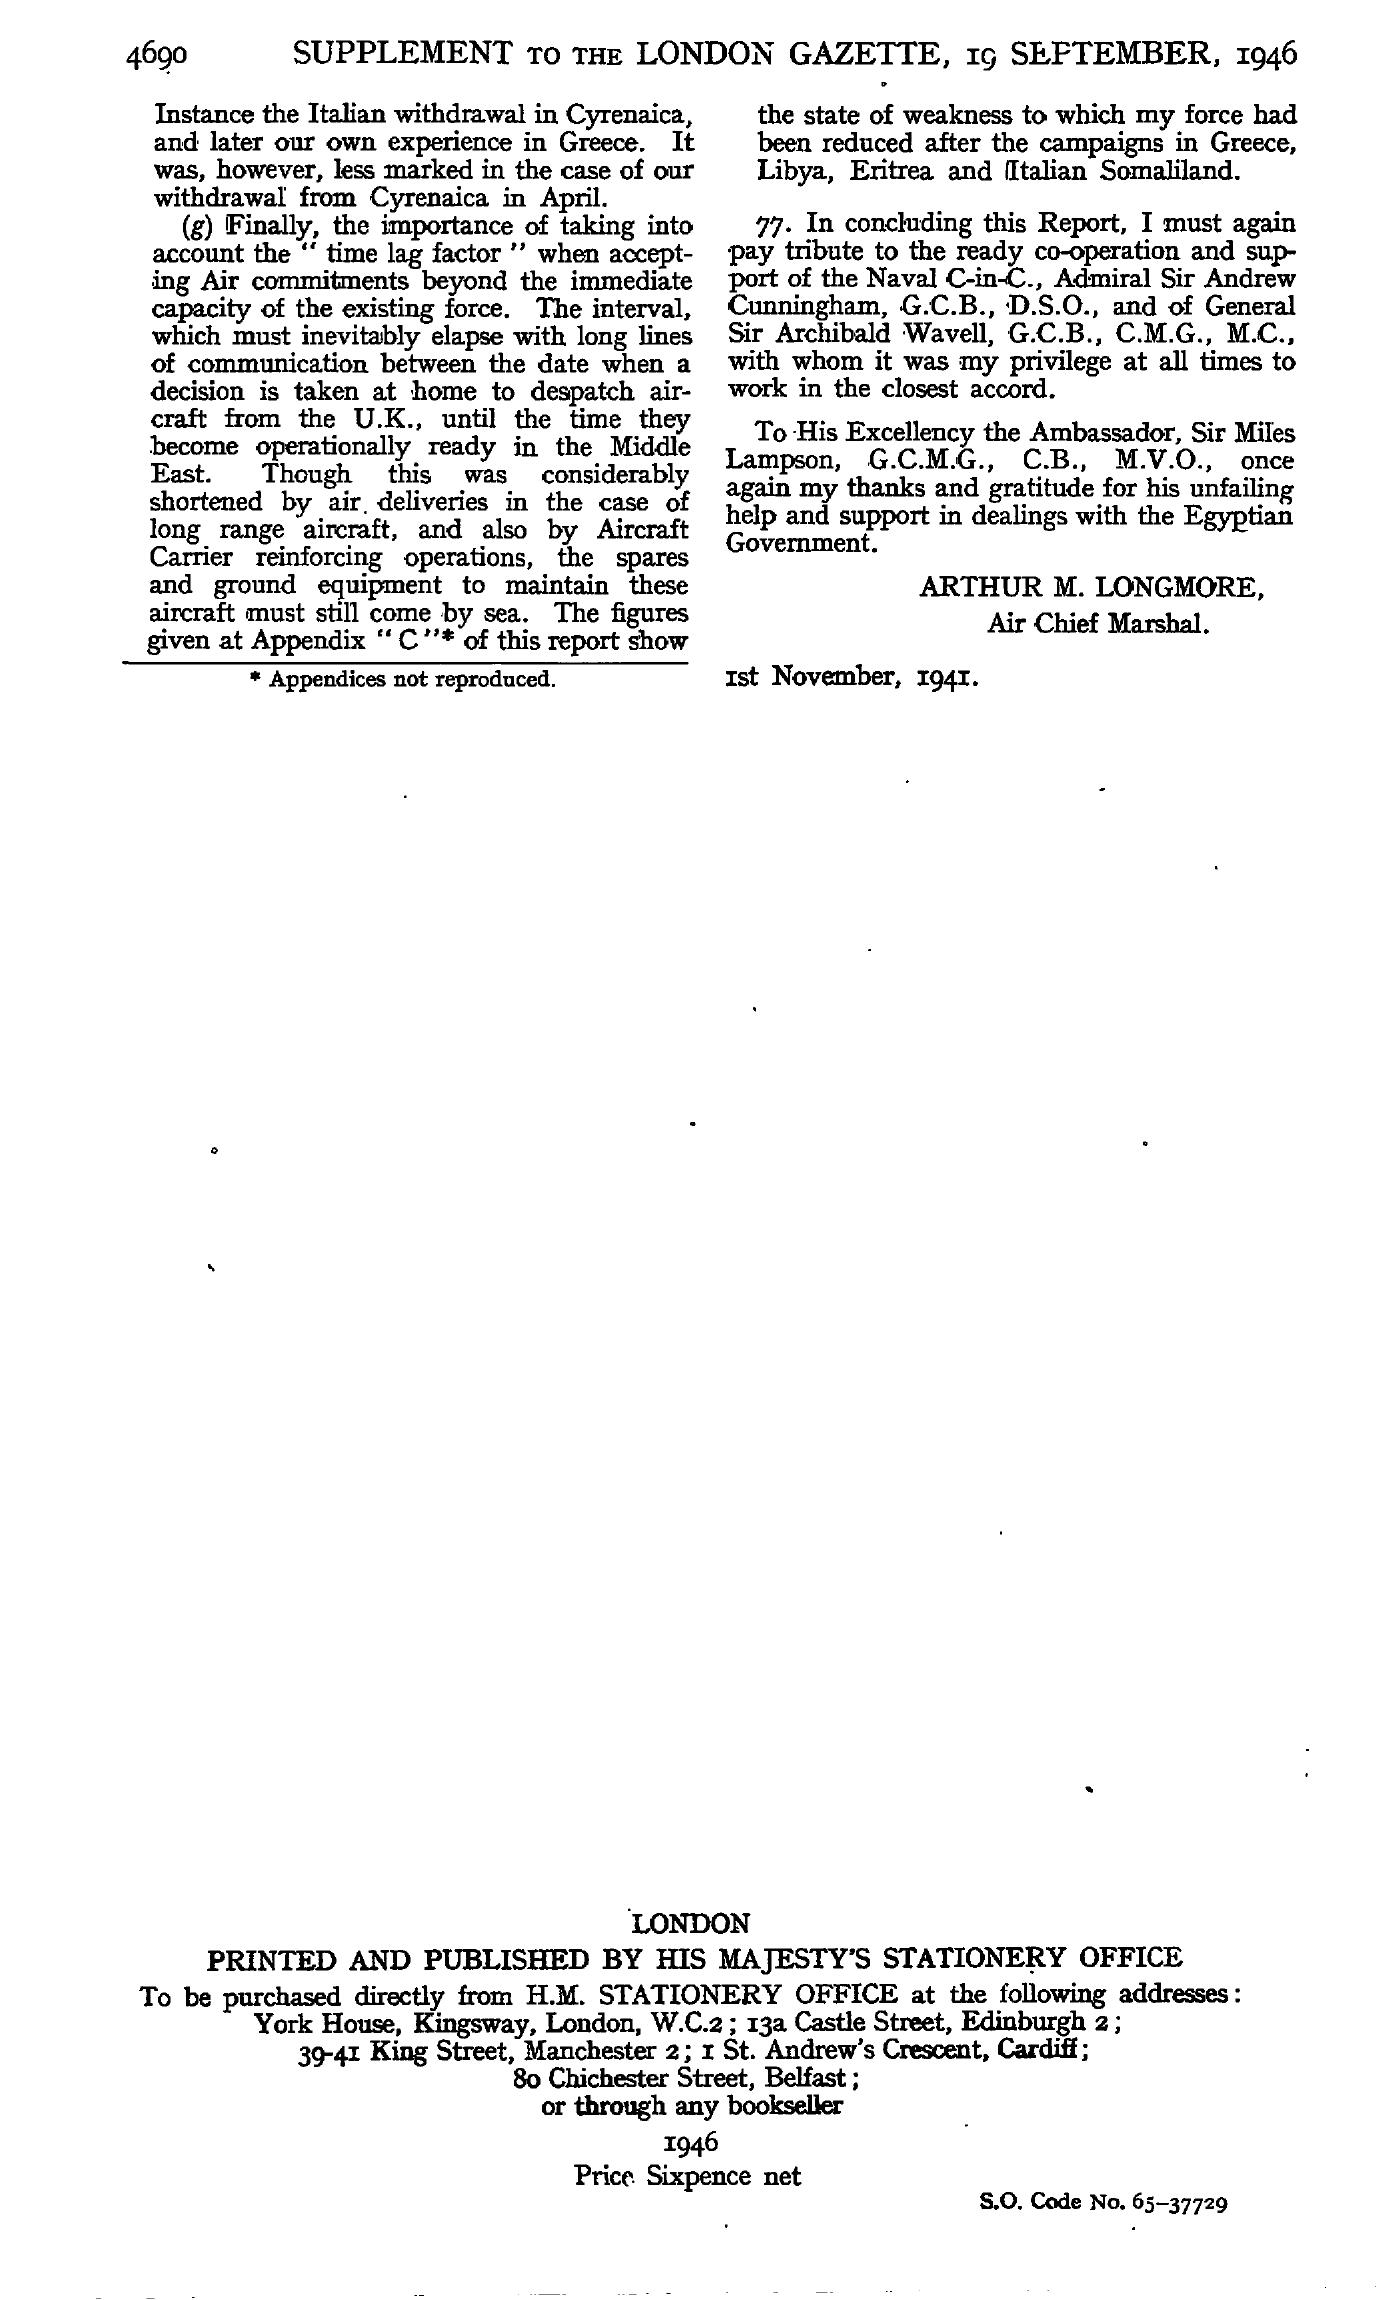 4690 SUPPLEMENT TO THE LONDON GAZETTE, 19 SEPTEMBER, 1946
Instance the Italian withdrawal in Cyrenaica,
and later our own experience in Greece. It
was, however, less marked in the case of our
withdrawal from Cyrenaica in April.
(g) Finally, the importance of taking into
account the " time lag factor " when accept-
ing Air commitments beyond the immediate
capacity of the existing force. The interval,
which must inevitably elapse with long lines
of communication between the date when a
decision is taken at home to despatch air-
craft from the U.K., until the time they
become operationally ready in the Middle
East. Though this was considerably
shortened by air deliveries in the case of
long range aircraft, and also by Aircraft
Carrier reinforcing operations, the spares
and ground equipment to maintain these
aircraft must still come by sea. The figures
given at Appendix " C "* of this report show
* Appendices not reproduced.
the state of weakness to which my force had
been reduced after the campaigns in Greece,
Libya, Eritrea and Italian Somaliland.
77. In concluding this Report, I must again
pay tribute to the ready co-operation and sup-
port of the Naval C-in-C., Admiral Sir Andrew
Cunningham, G.C.B., D.S.O., and of General
Sir Archibald Wavell, G.C.B., C.M.G., M.C.,
with whom it was my privilege at all times to
work in the closest accord.
To His Excellency the Ambassador, Sir Miles
Lampson, G.C.M.G., C.B., M.V.O., once
again my thanks and gratitude for his unfailing
help and support in dealings with the Egyptian
Government.
ARTHUR M. LONGMORE,
Air Chief Marshal.
1st November, 1941.
LONDON
PRINTED AND PUBLISHED BY HIS MAJESTY'S STATIONERY OFFICE
To be purchased directly from H.M. STATIONERY OFFICE at the following addresses:
York House, Kingsway, London, W.C.2 ; 13a Castle Street, Edinburgh 2 ;
39-41 King Street, Manchester 2 ; 1 St. Andrew's Crescent, Cardiff ;
80 Chichester Street, Belfast ;
or through any bookseller
1946
Price Sixpence net
S.O. Code No. 65-37729